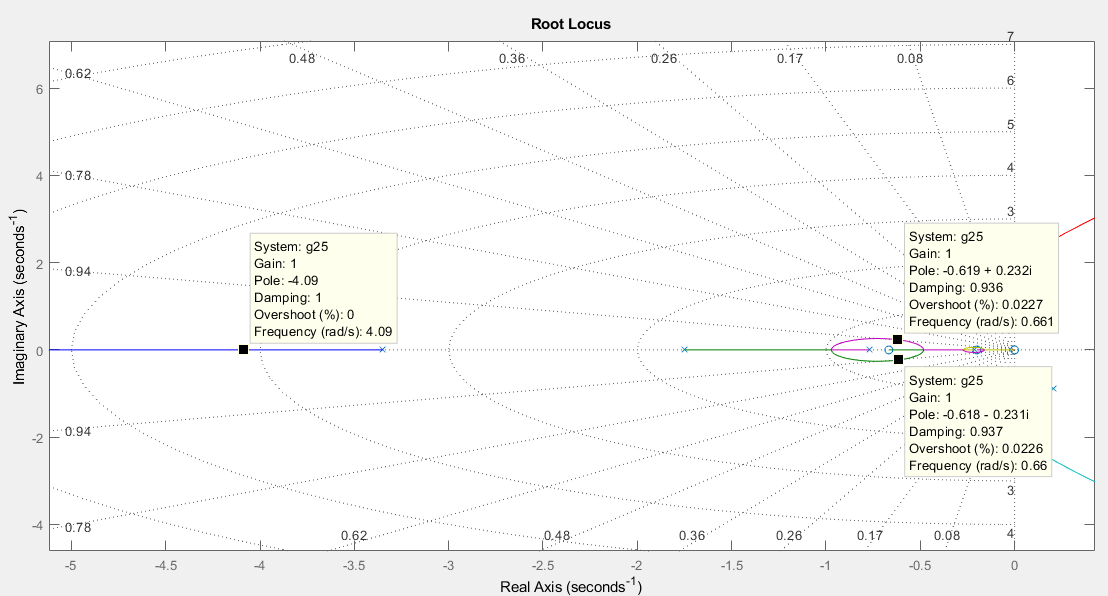 Root Locus
7
0.62
0.48
0.36
0.26
0.17
0.08
6
6
5
0.78
4
4
3
System: g25
Gain: 1
Pole: -0.619 + 0.232i
Damping: 0.936
Overshoot (%): 0.0227
Frequency (rad/s): 0.661
System: g25
Gain: 1
Pole: -4.09
Damping: 1
Overshoot (%): 0
Frequency (rad/s): 4.09
2
0.94
0
System: g25
Gain: 1
Pole: -0.618 - 0.231i
Damping: 0.937
Overshoot (%): 0.0226
Frequency (rad/s): 0.66
0.94
-2
3
-4
0.78
0.62
0.48
0.36
0.26
0.17
0.08
4
-5
-4.5
-4
-3.5
-3
-2.5
-2
-1.5
-1
-0.5
0
Real Axis (seconds-1)
Imaginary Axis (seconds-1)